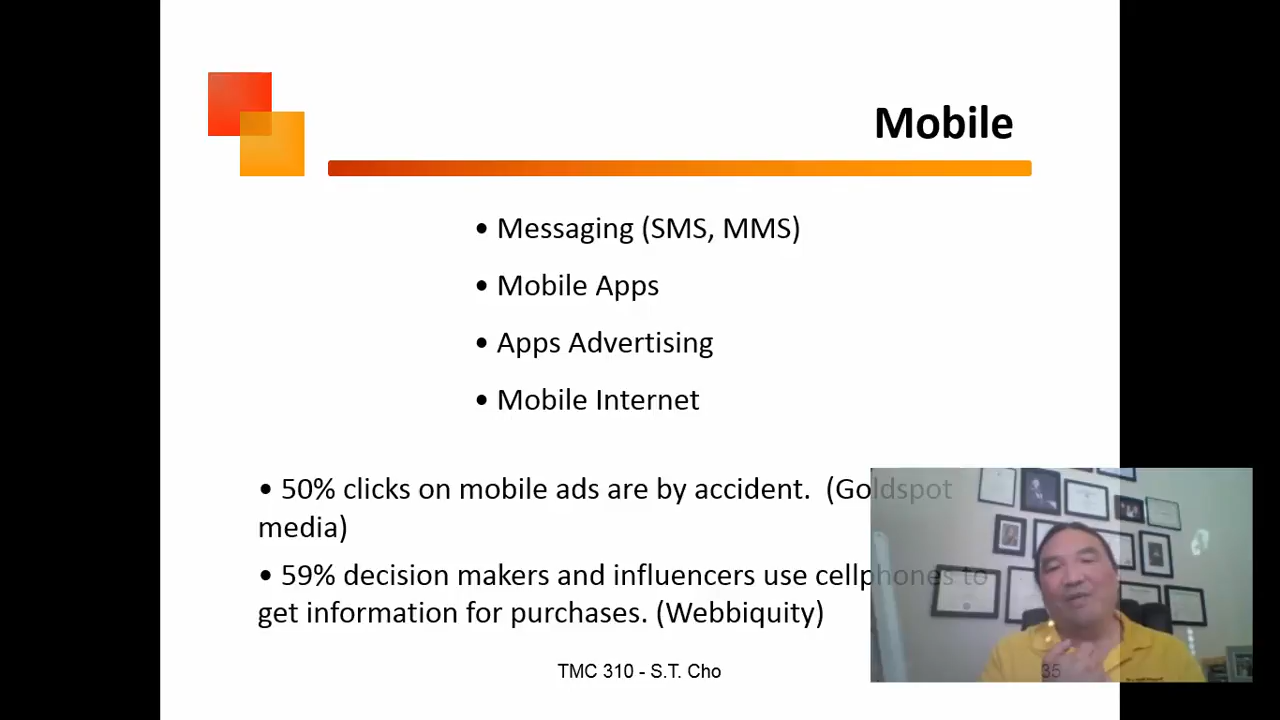 Mobile
• Messaging (SMS, MMS)
• Mobile Apps
• Apps Advertising
• Mobile Internet
• 50% clicks on mobile ads are by accident.  (Goldspot
media)
• 59% decision makers and influencers use cellphones to
get information for purchases. (Webbiquity)
TMC 310 - S.T. Cho
35